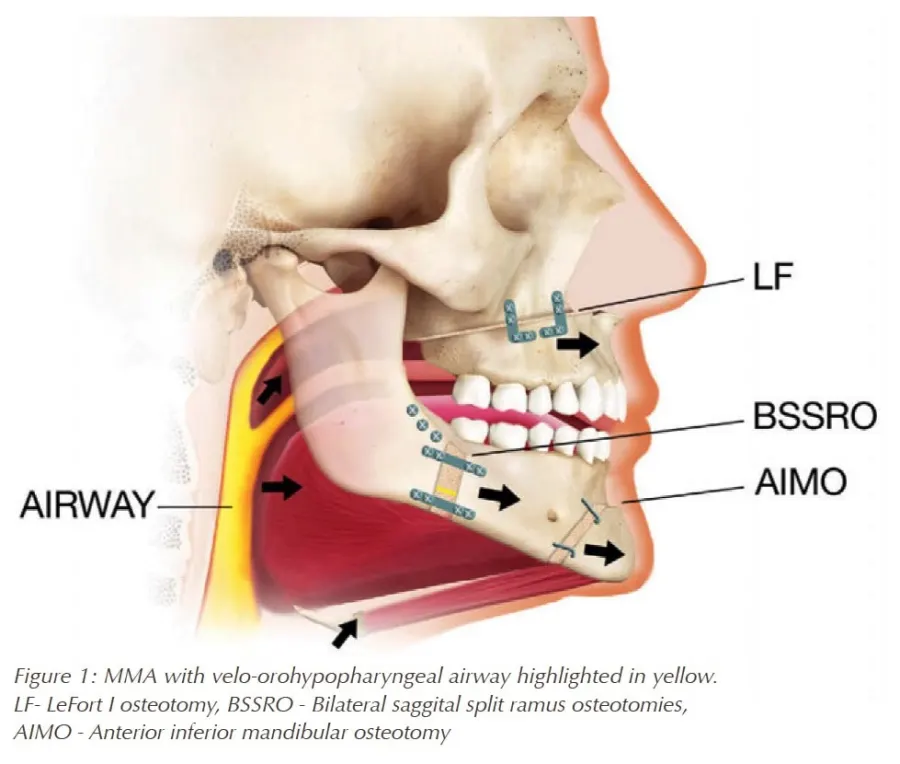 LF
BSSRO
AIMO
AIRWAY
Figure 1: MMA with velo-orohypopharyngeal airway highlighted in yellow.
LF- LeFort I osteotomy, BSSRO - Bilateral saggital split ramus osteotomies,
AIMO - Anterior inferior mandibular osteotomy